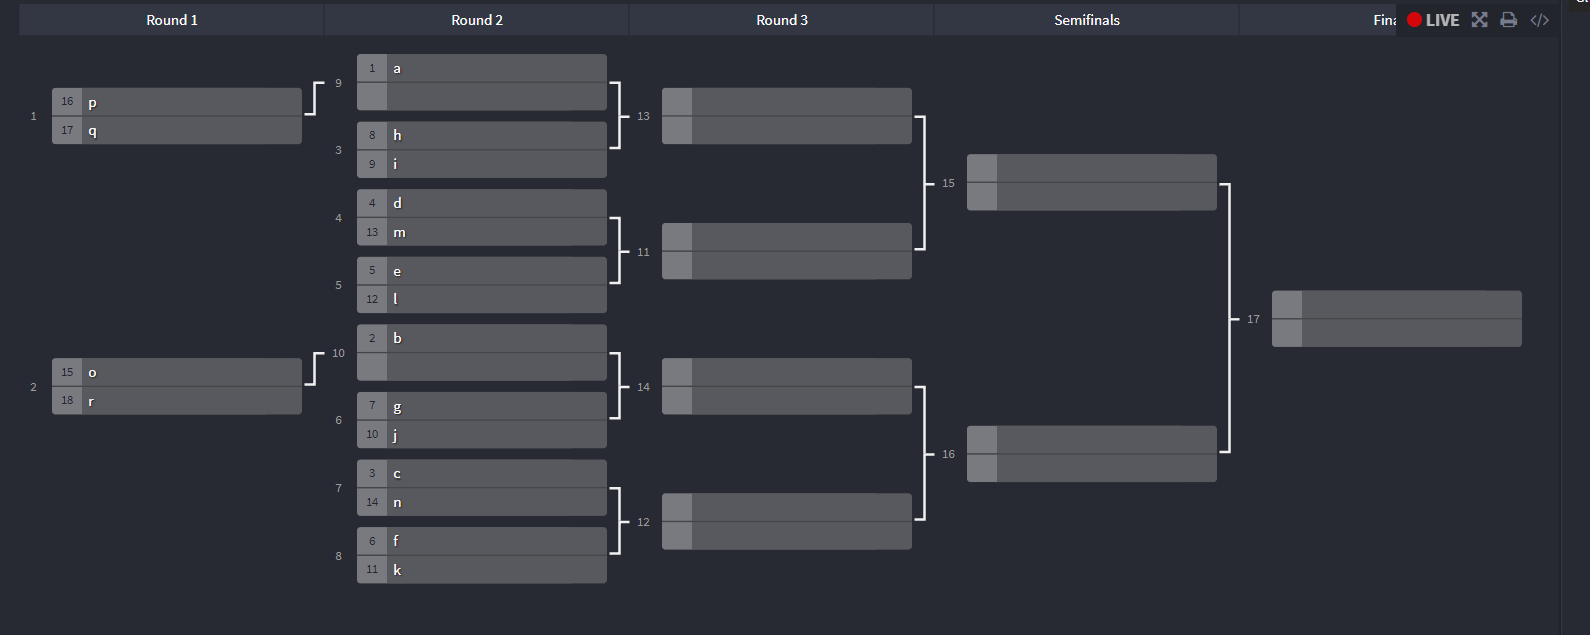 Round 1 Round 2 Round 3 Semifinals Fina LIVE </>
1
16 p
17 q
9
1 a
3
8 h
9 i
13
4
4 d
13 m
15
5
5 e
12 l
11
2
15 o
18 r
10
2 b
17
6
7 g
10 j
14
7
3 c
14 n
16
8
6 f
11 k
12